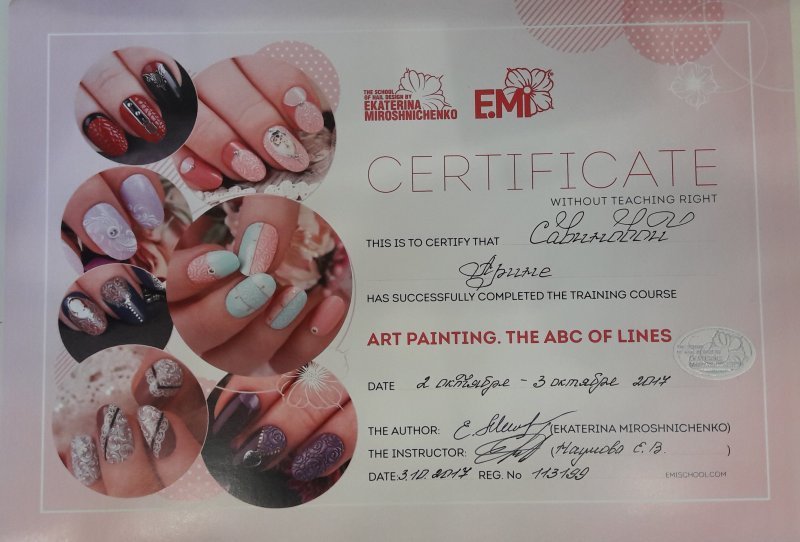 THE SCHOOL
OF NAIL DESIGN BY
EKATERINA
MIROSHNICHENKO
E.Mi
CERTIFICATE
WITHOUT TEACHING RIGHT
THIS IS TO CERTIFY THAT Савиновой
Арине
HAS SUCCESSFULLY COMPLETED THE TRAINING COURSE
ART PAINTING. THE ABC OF LINES
DATE 2 октября - 3 октября 2017
THE AUTHOR: (EKATERINA MIROSHNICHENKO)
THE INSTRUCTOR: (Наумова Е.В. )
DATE: 3.10.2017 REG. No 113199
EMISCHOOL.COM